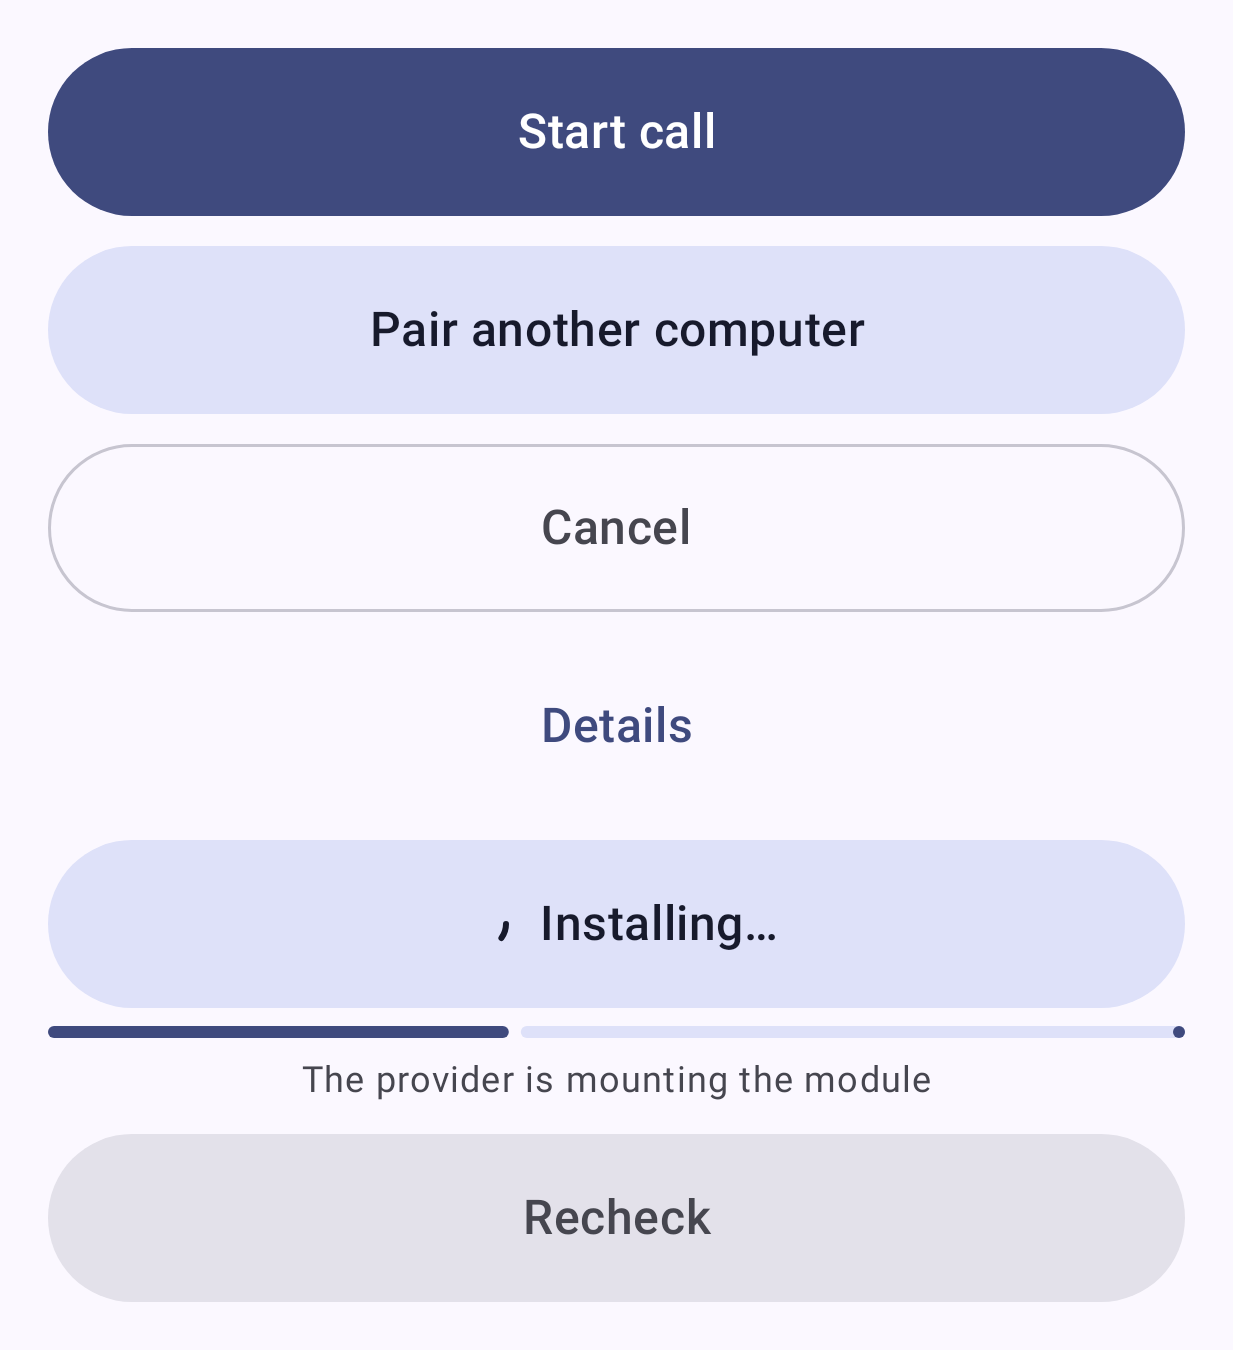 Start call
Pair another computer
Cancel
Details
Installing…
The provider is mounting the module
Recheck